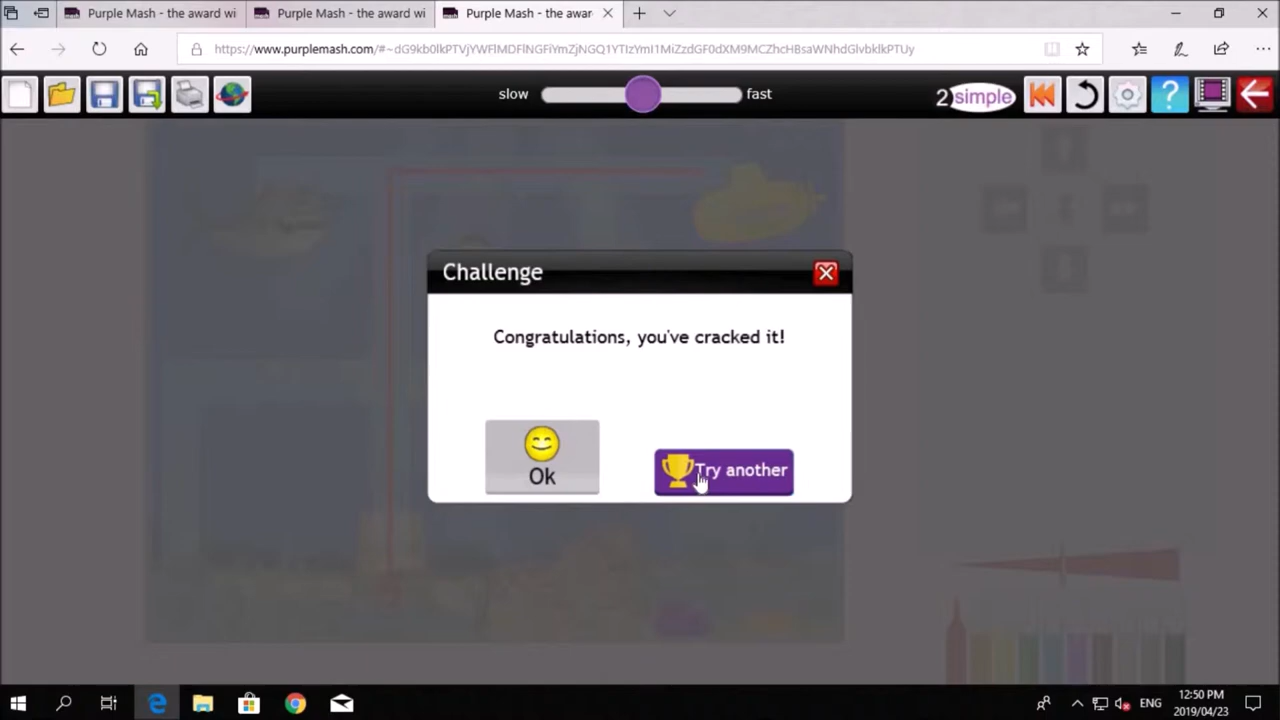 Purple Mash - the award wi
Purple Mash - the award wi
Purple Mash - the awar
https://www.purplemash.com/#~dG9kb0lkPTVjYWFlMDFlNGFiYmZjNGQ1YTIzYmI1MiZzdGF0dXM9MCZhcHBsaWNhdGlvbklkPTUy
slow
fast
2simple
?
Challenge
Congratulations, you've cracked it!
Ok
Try another
ENG
12:50 PM
2019/04/23